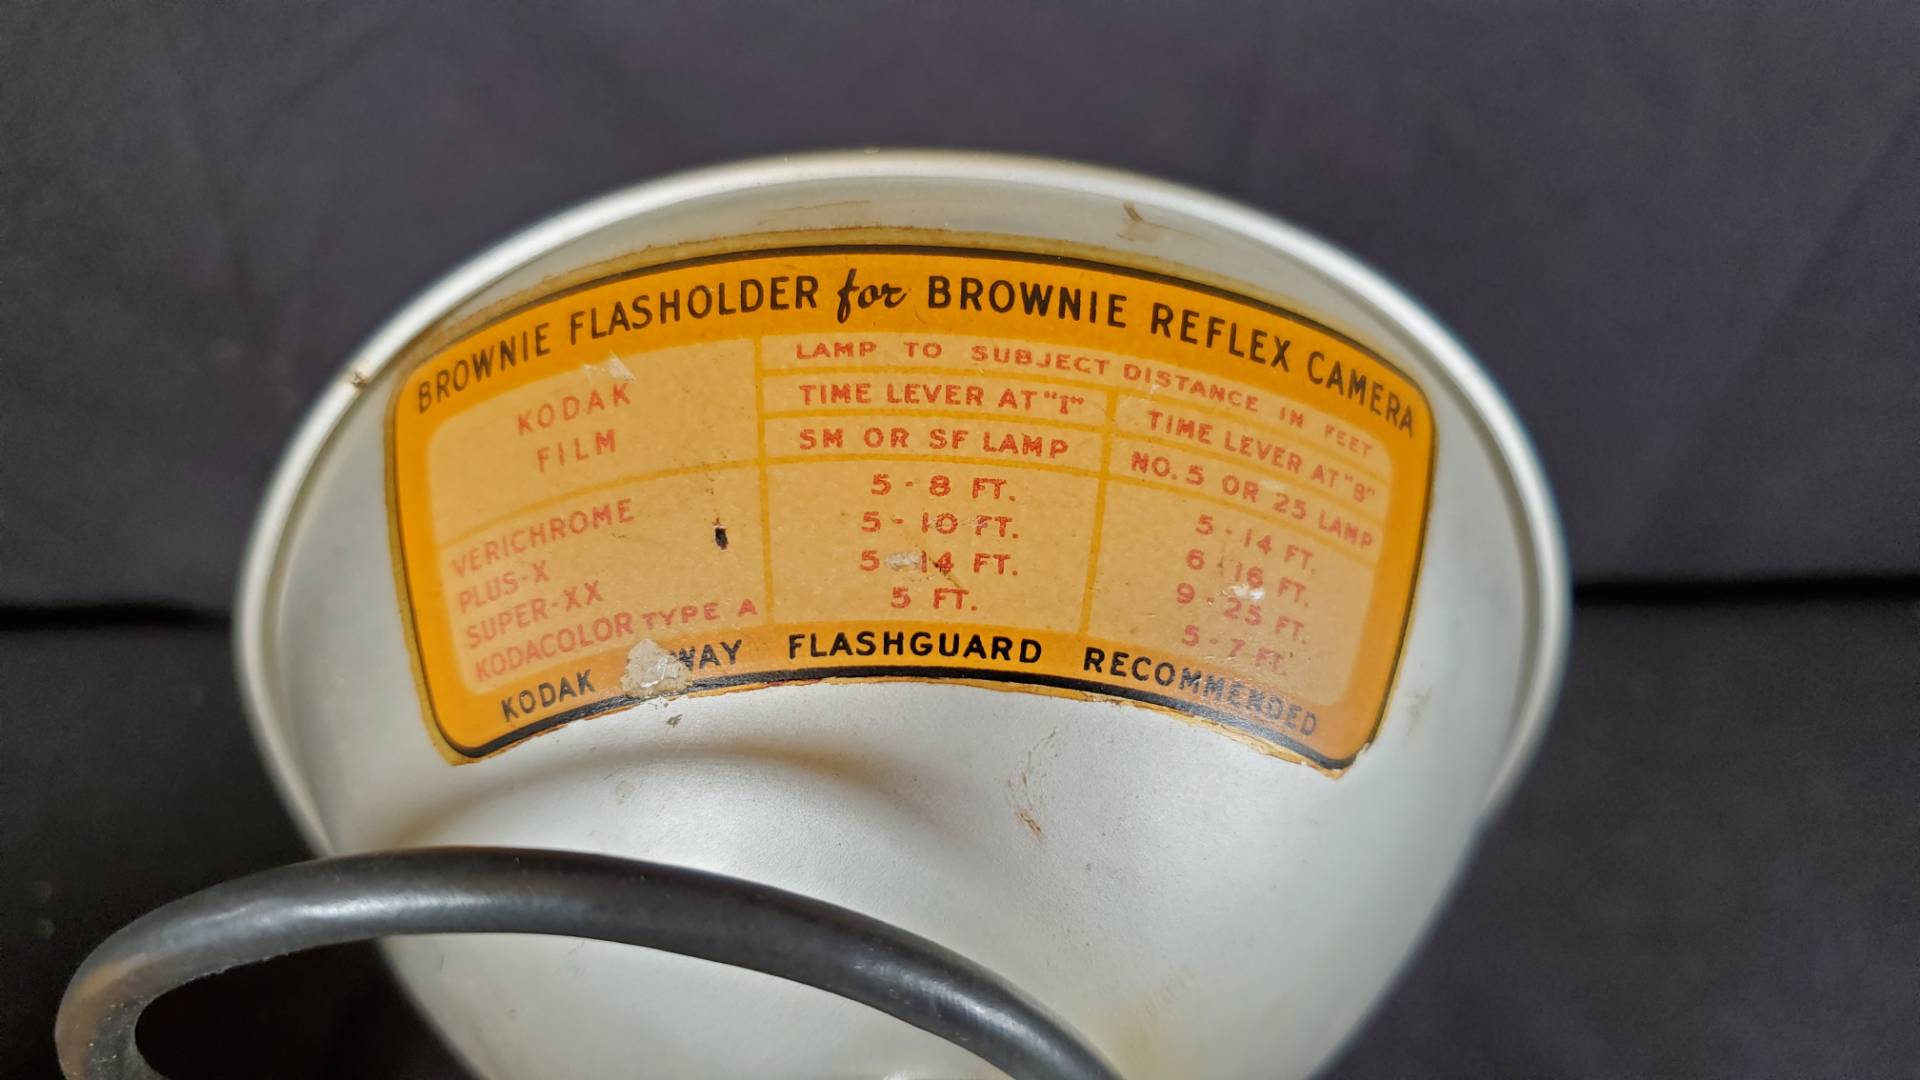 BROWNIE FLASHOLDER for BROWNIE REFLEX CAMERA
KODAK
FILM
LAMP TO SUBJECT DISTANCE IN FEET
TIME LEVER AT "I"
TIME LEVER AT "B"
SM OR SF LAMP
NO. 5 OR 25 LAMP
VERICHROME 5 - 8 FT. 5 - 14 FT.
PLUS-X 5 - 10 FT. 6 - 16 FT.
SUPER-XX 5 - 14 FT. 9 - 25 FT.
KODACOLOR TYPE A 5 FT. 5 - 7 FT.
KODAK WAY FLASHGUARD RECOMMENDED